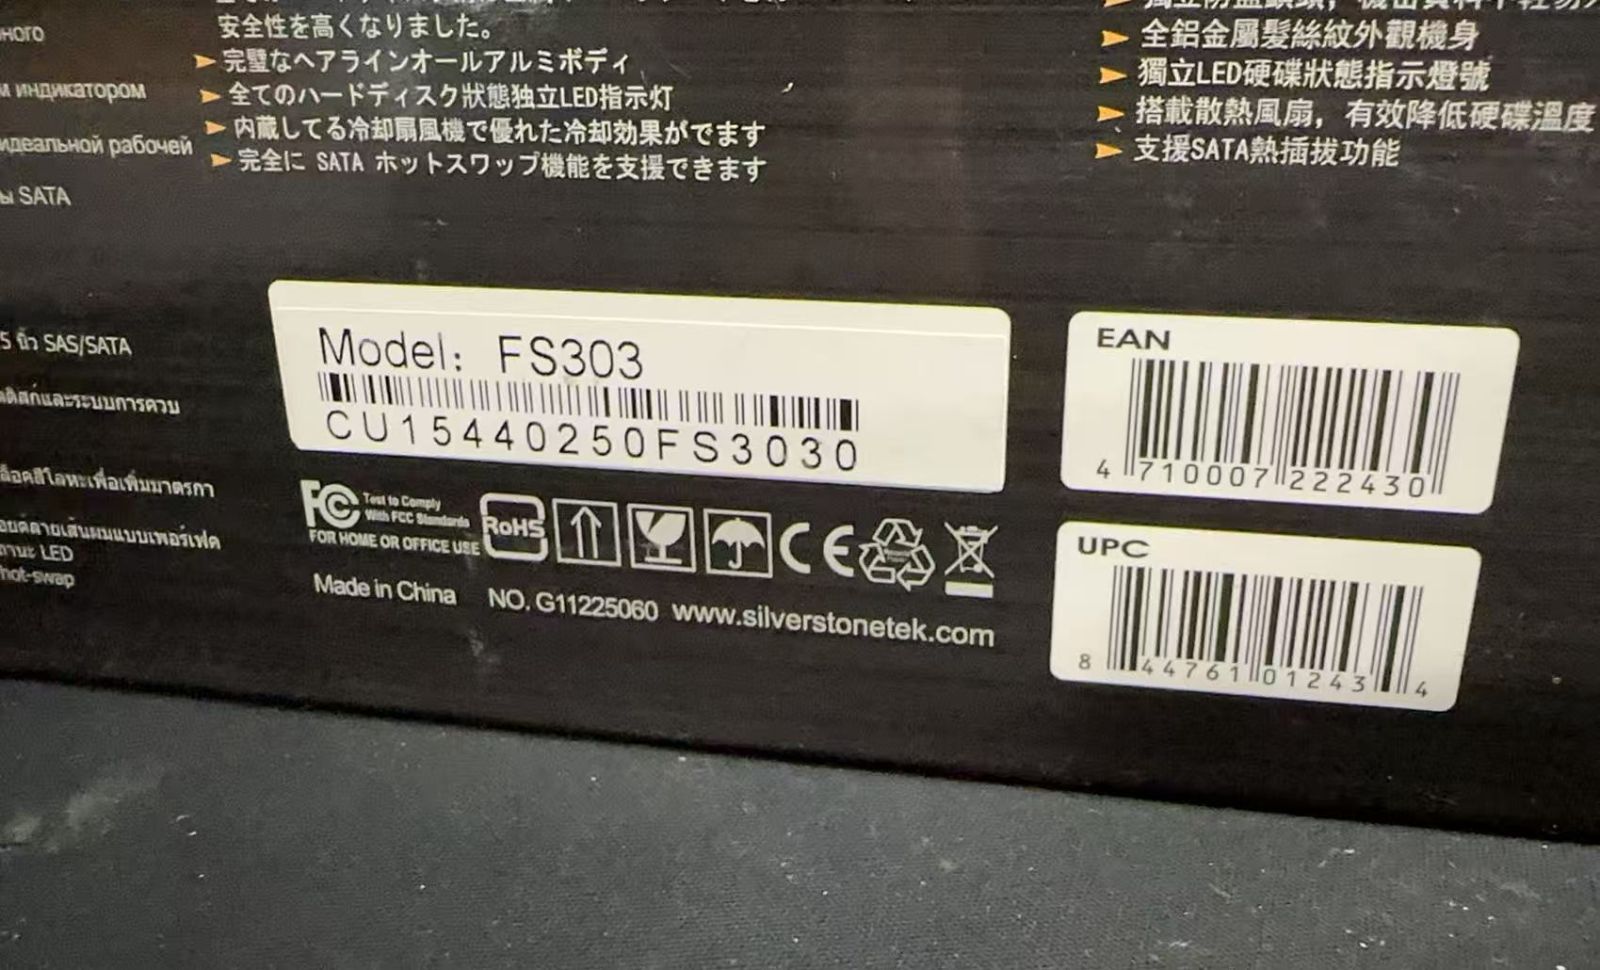 ного
м индикатором
идеальной рабочей
ы SATA
5 นิ้ว SAS/SATA
LED
hot-swap
安全性を高くなりました。
完璧なヘアラインオールアルミボディ
全てのハードディスク狀態独立LED指示灯
内蔵してる冷却扇風機で優れた冷却効果がでます
完全に SATA ホットスワップ機能を支援できます
全鋁金屬髮絲紋外觀機身
獨立LED硬碟狀態指示燈號
搭載散熱風扇，有效降低硬碟溫度
支援SATA熱插拔功能
Model: FS303
CU15440250FS3030
FC Test to Comply
With FCC Standards
FOR HOME OR OFFICE USE
RoHS
CE
Made in China NO. G11225060 www.silverstonetek.com
EAN
4 710007 222430
UPC
8 44761 01243 4